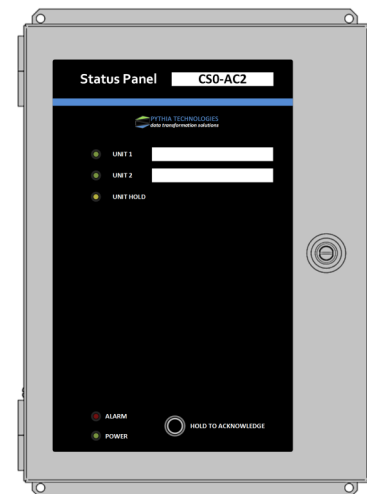 Status Panel CS0-AC2
PYTHIA TECHNOLOGIES
data transformation solutions
UNIT 1
UNIT 2
UNIT HOLD
ALARM
HOLD TO ACKNOWLEDGE
POWER